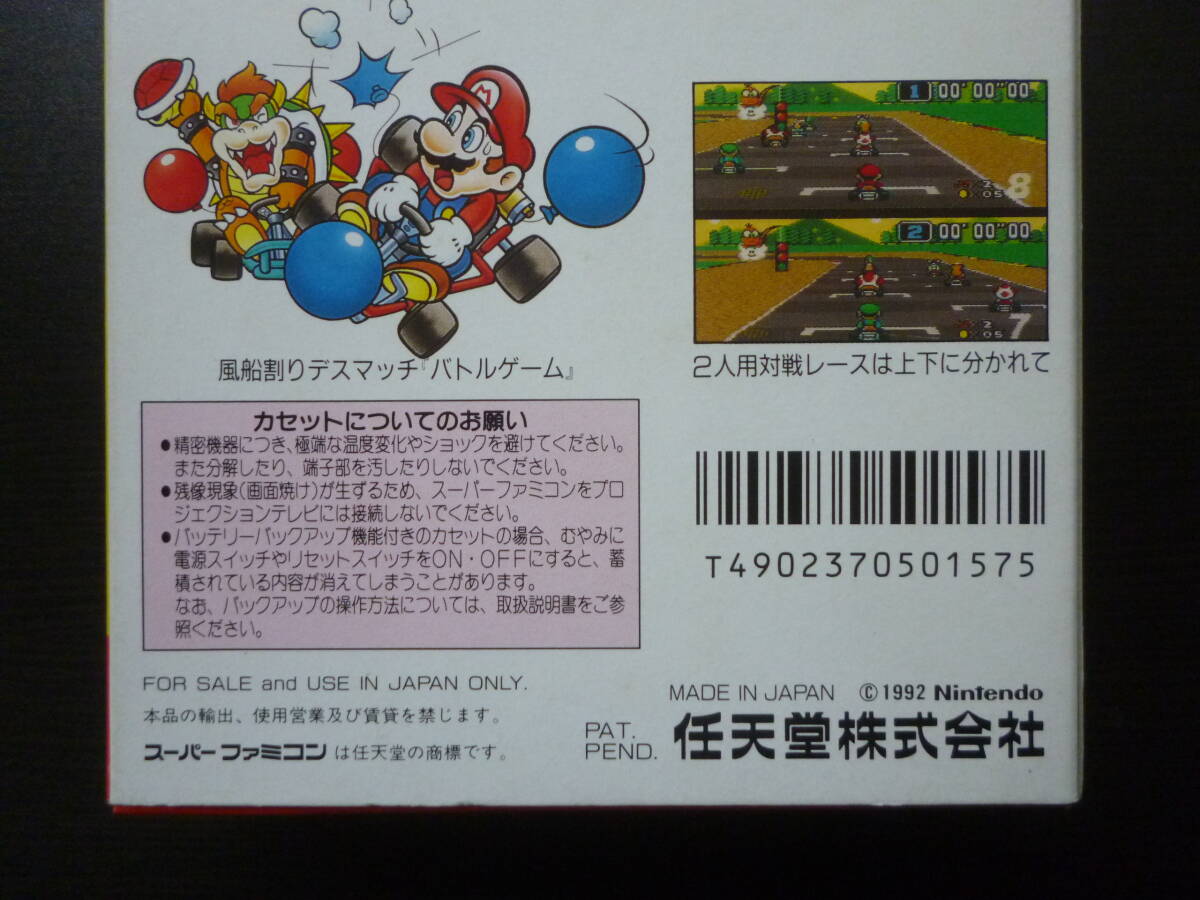 1 00'00"00
8
×2
×05
2 00'00"00
×2
×05
7
M
風船割りデスマッチ『バトルゲーム』
2人用対戦レースは上下に分かれて
カセットについてのお願い
●精密機器につき、極端な温度変化やショックを避けてください。
また分解したり、端子部を汚したりしないでください。
●残像現象(画面焼け)が生ずるため、スーパーファミコンをプロ
ジェクションテレビには接続しないでください。
●バッテリーバックアップ機能付きのカセットの場合、むやみに
電源スイッチやリセットスイッチをON・OFFにすると、蓄
積されている内容が消えてしまうことがあります。
なお、バックアップの操作方法については、取扱説明書をご参
照ください。
T4902370501575
FOR SALE and USE IN JAPAN ONLY.
本品の輸出、使用営業及び賃貸を禁じます。
スーパーファミコンは任天堂の商標です。
MADE IN JAPAN ©1992 Nintendo
PAT.
PEND.
任天堂株式会社